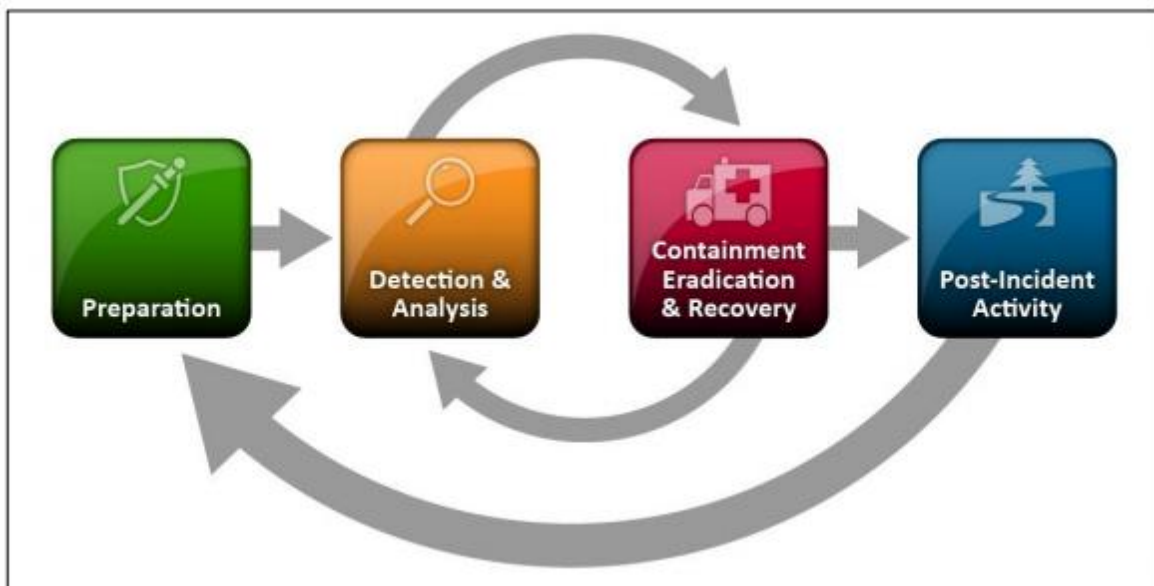 Preparation
Detection &
Analysis
Containment
Eradication
& Recovery
Post-Incident
Activity